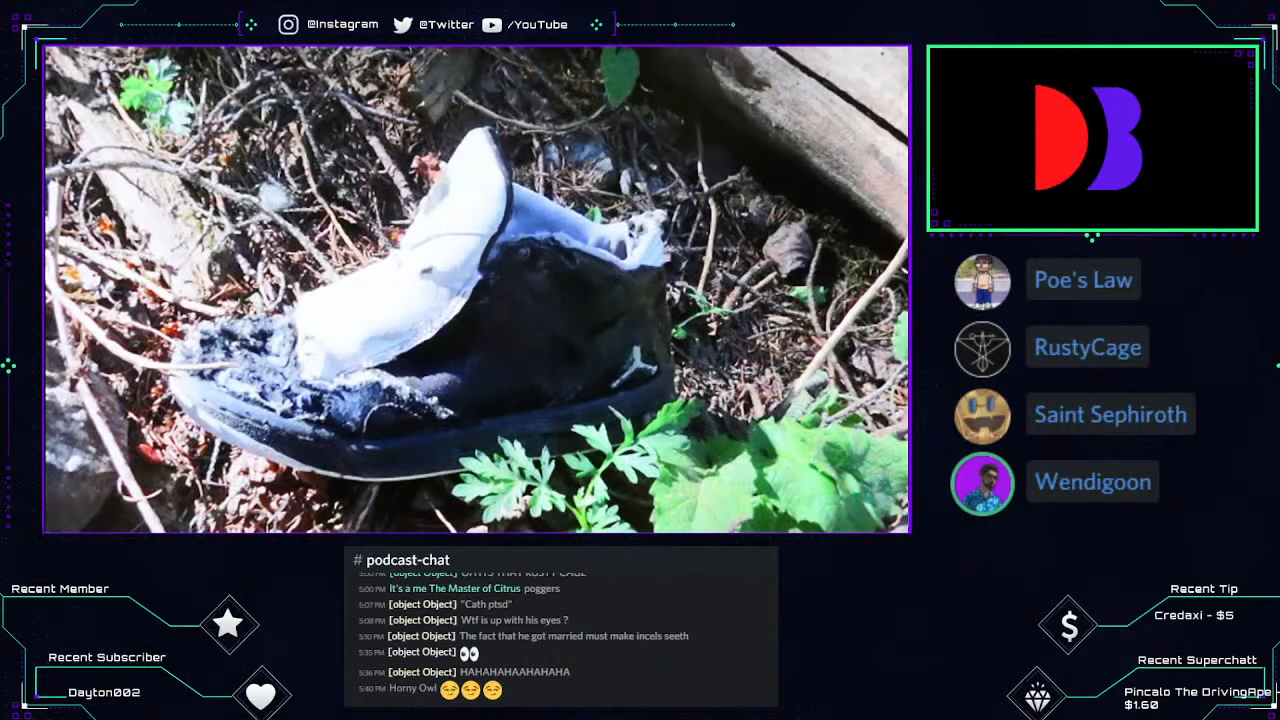 @Instagram @Twitter /YouTube
Poe's Law
RustyCage
Saint Sephiroth
Wendigoon
# podcast-chat
[object Object]
5:00 PM It's a me The Master of Citrus poggers
5:07 PM [object Object] "Cath ptsd"
5:08 PM [object Object] Wtf is up with his eyes ?
5:10 PM [object Object] The fact that he got married must make incels seeth
5:35 PM [object Object] 👀
5:36 PM [object Object] HAHAHAHAAHAHAHA
5:40 PM Horny Owl 😏😏😏
Recent Member
Recent Subscriber
Dayton002
Recent Tip
Credaxi - $5
Recent Superchatt
Pincalo The DrivingApe
$1.60